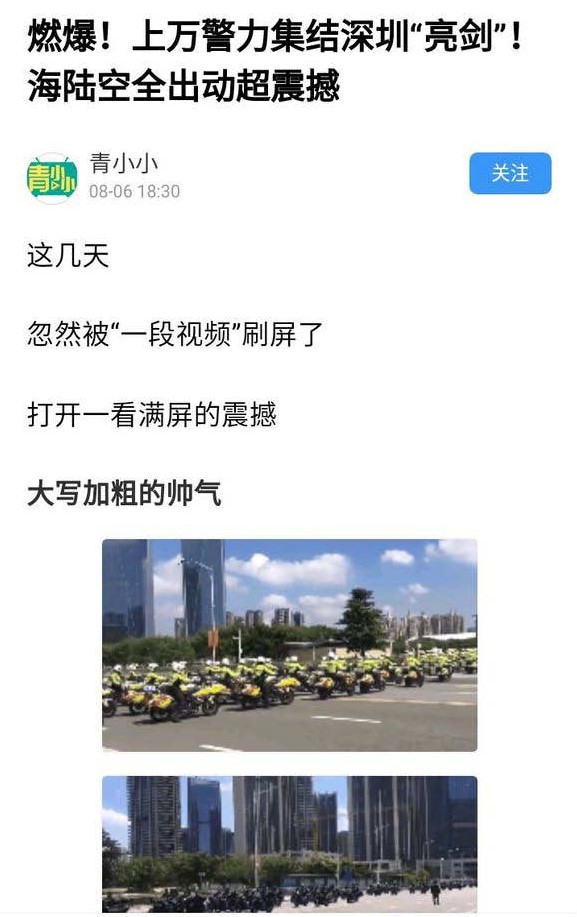 燃爆！上万警力集结深圳“亮剑”！
海陆空全出动超震撼
青小小
青小小
08-06 18:30
关注
这几天
忽然被“一段视频”刷屏了
打开一看满屏的震撼
大写加粗的帅气